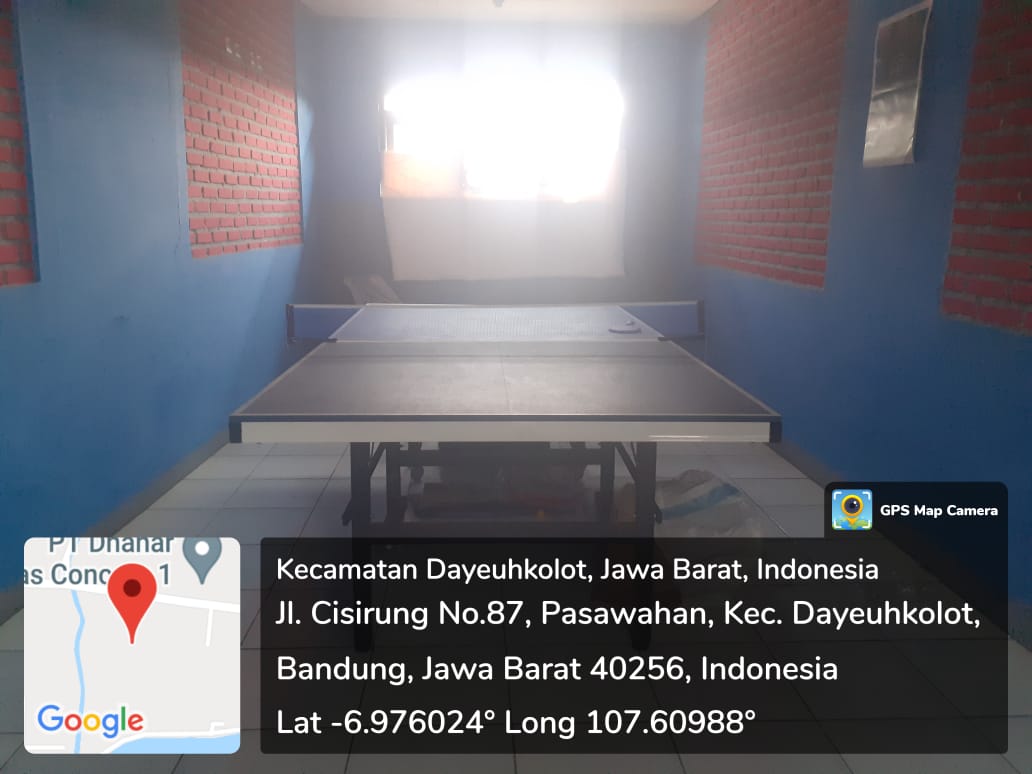 GPS Map Camera
PT Dhanar
as Conc 1
Google
Kecamatan Dayeuhkolot, Jawa Barat, Indonesia
Jl. Cisirung No.87, Pasawahan, Kec. Dayeuhkolot,
Bandung, Jawa Barat 40256, Indonesia
Lat -6.976024° Long 107.60988°